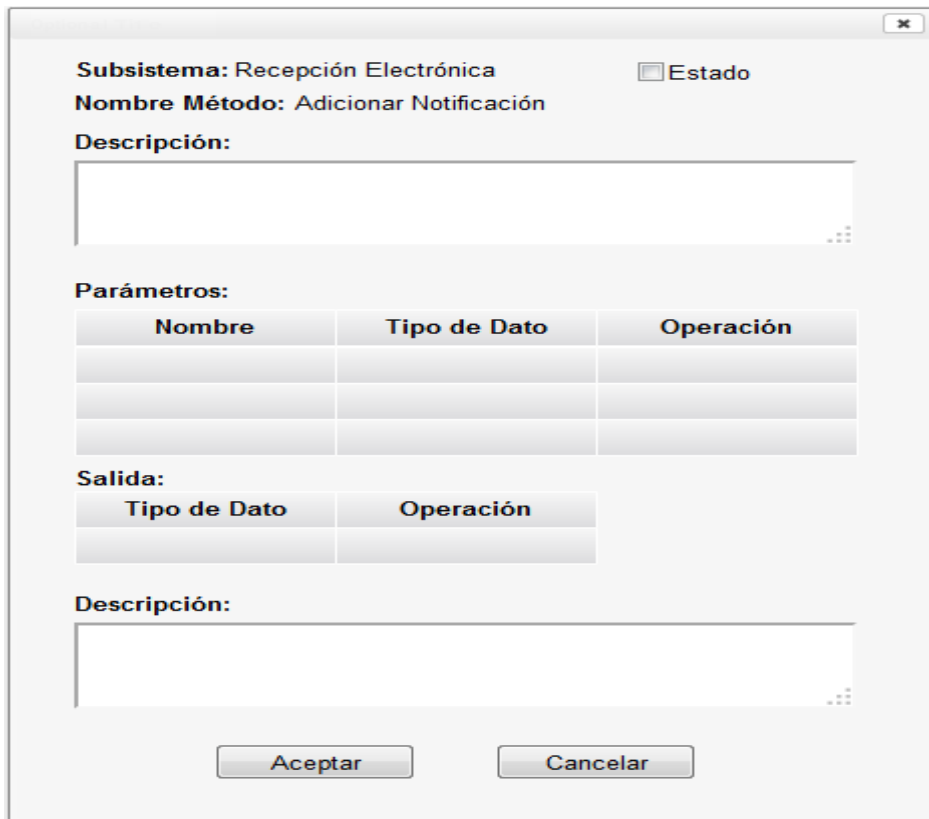 Subsistema: Recepción Electrónica Estado
Nombre Método: Adicionar Notificación
Descripción:
Parámetros:
Nombre Tipo de Dato Operación
Salida:
Tipo de Dato Operación
Descripción:
Aceptar Cancelar